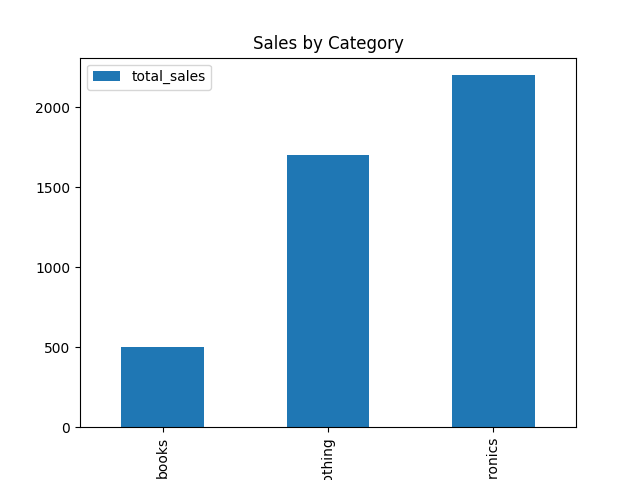 Sales by Category
total_sales
2000
1500
1000
500
0
books
othing
ronics